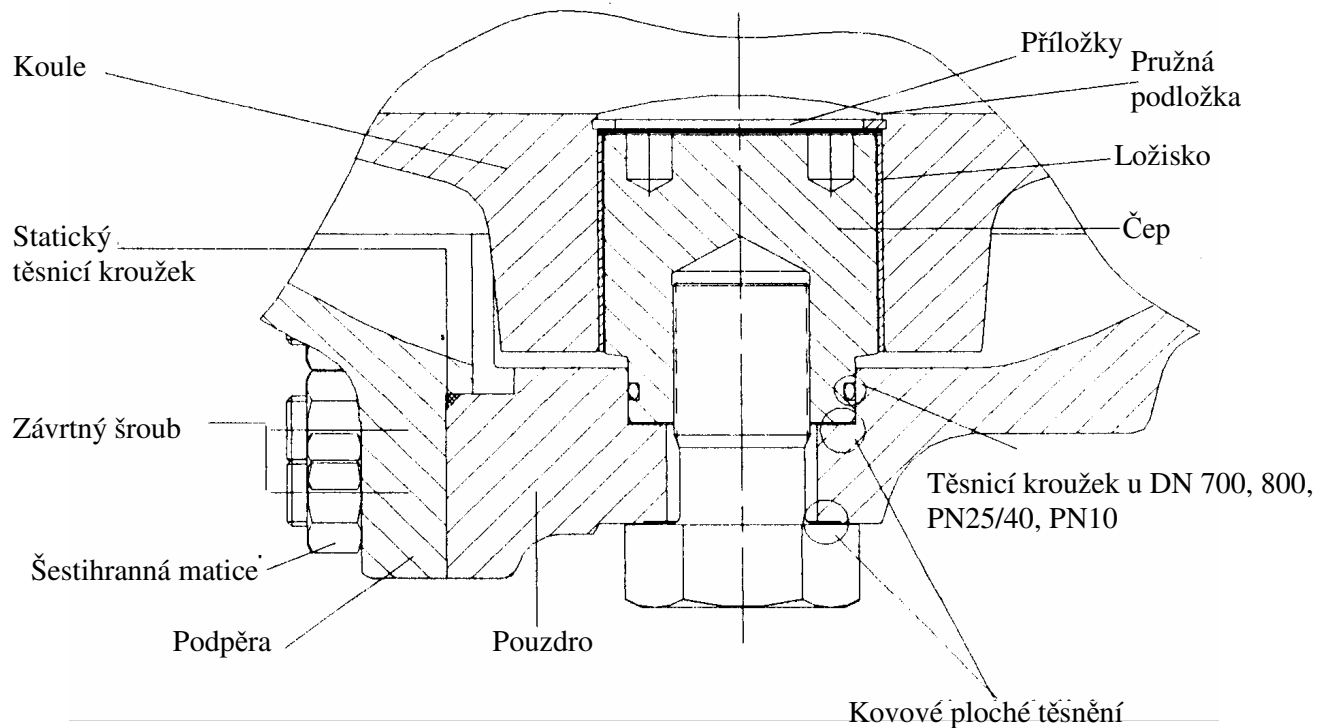 Příložky
Pružná
podložka
Koule
Ložisko
Čep
Statický
těsnicí kroužek
Závrtný šroub
Těsnicí kroužek u DN 700, 800,
PN25/40, PN10
Šestihranná matice
Podpěra
Pouzdro
Kovové ploché těsnění